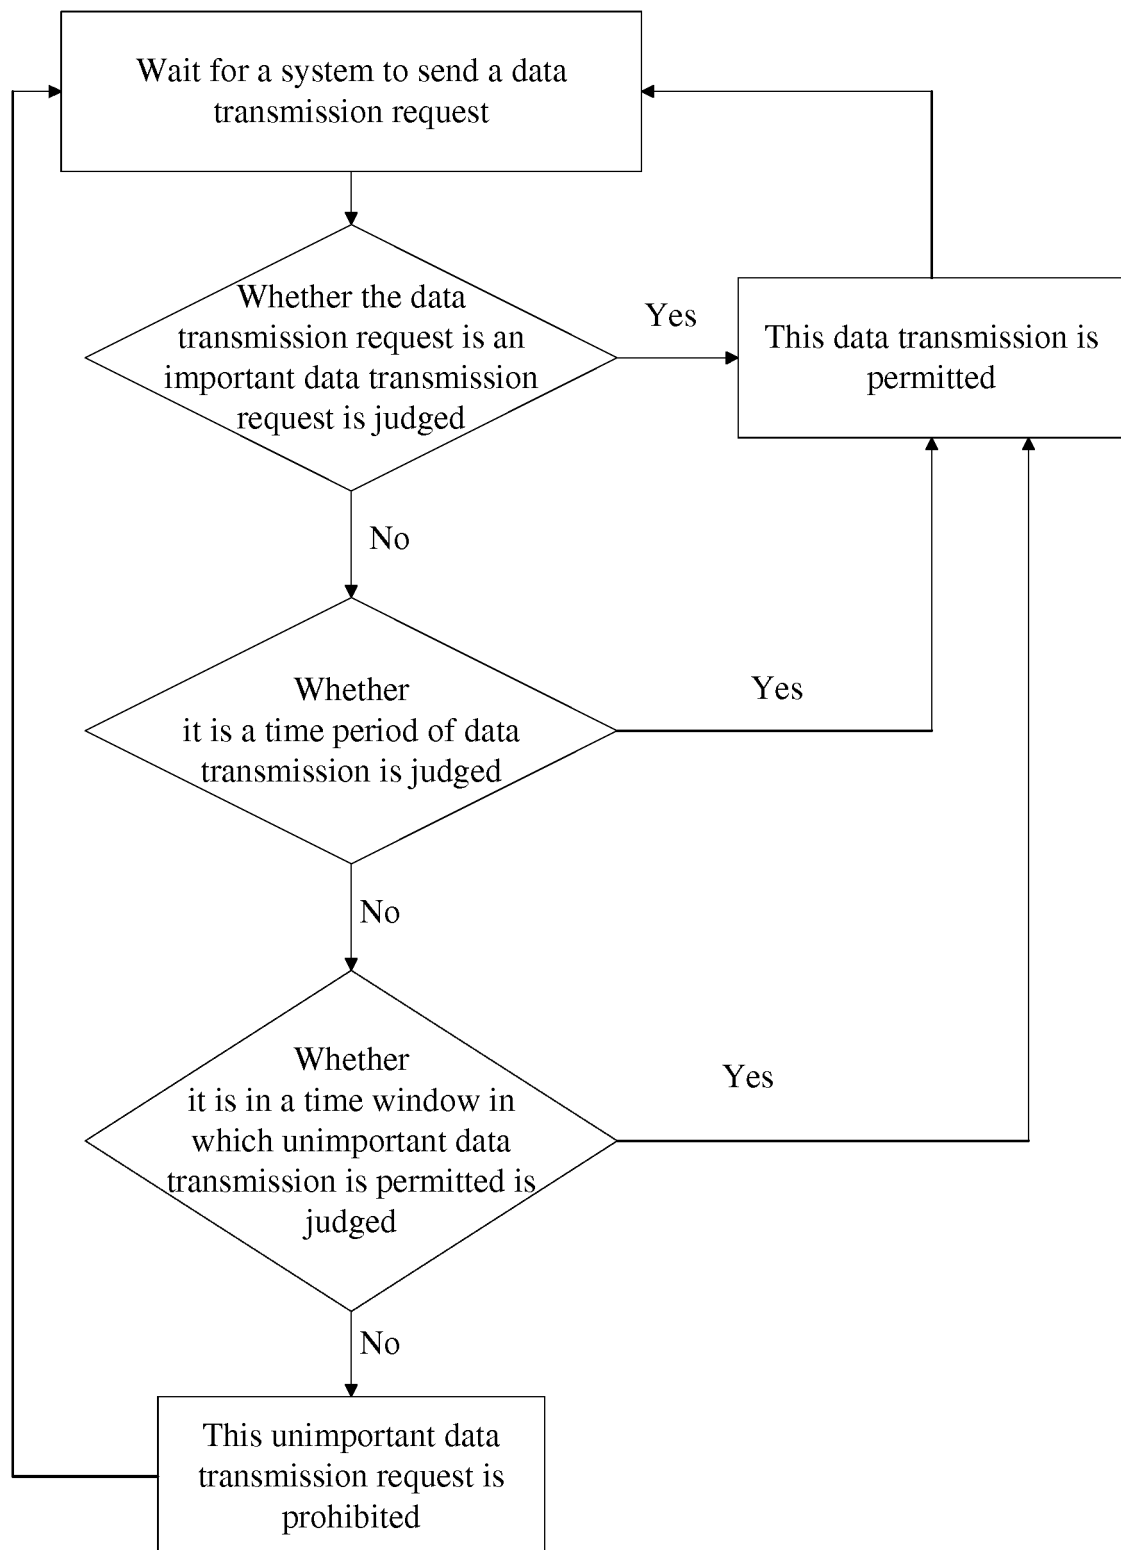 Wait for a system to send a data
transmission request
Whether the data
transmission request is an
important data transmission
request is judged
Yes
This data transmission is
permitted
No
Whether
it is a time period of data
transmission is judged
Yes
No
Whether
it is in a time window in
which unimportant data
transmission is permitted is
judged
Yes
No
This unimportant data
transmission request is
prohibited